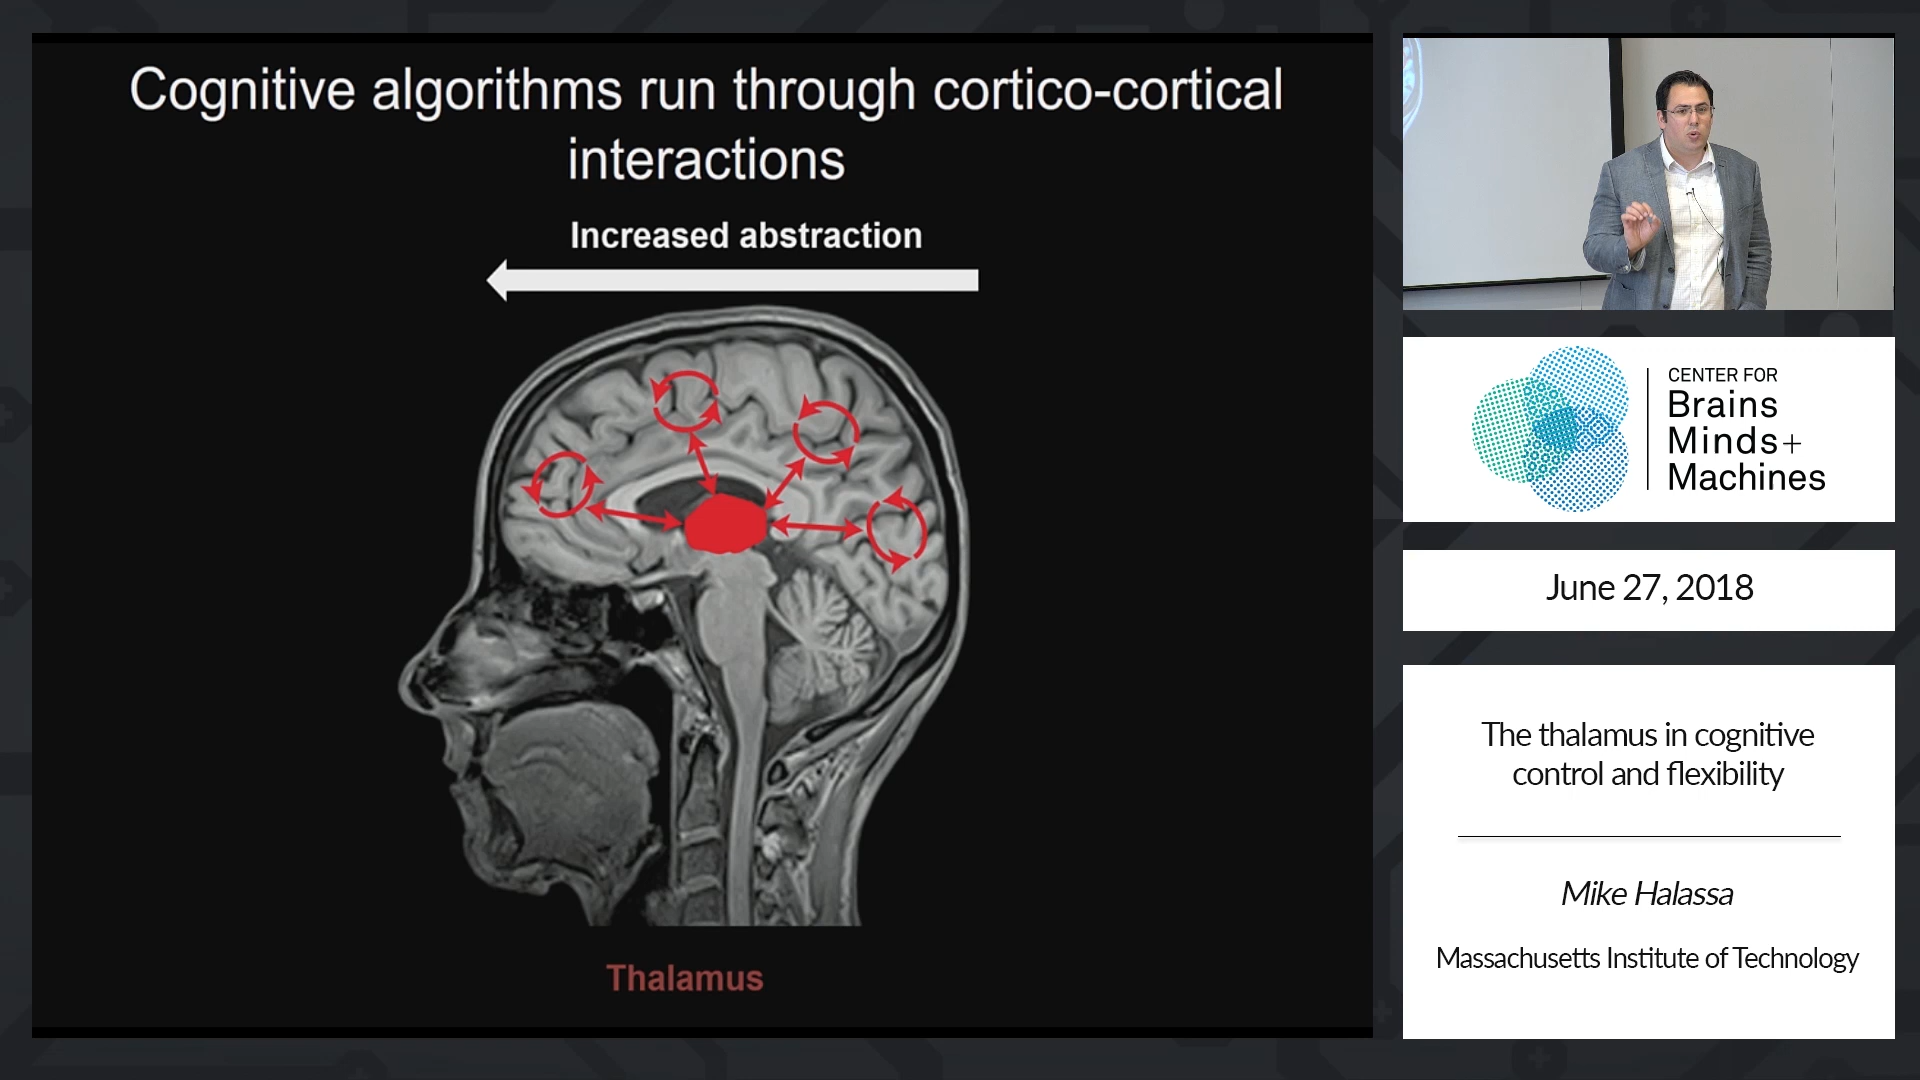 Cognitive algorithms run through cortico-cortical
interactions
Increased abstraction
Thalamus
CENTER FOR
Brains
Minds+
Machines
June 27, 2018
The thalamus in cognitive
control and flexibility
Mike Halassa
Massachusetts Institute of Technology